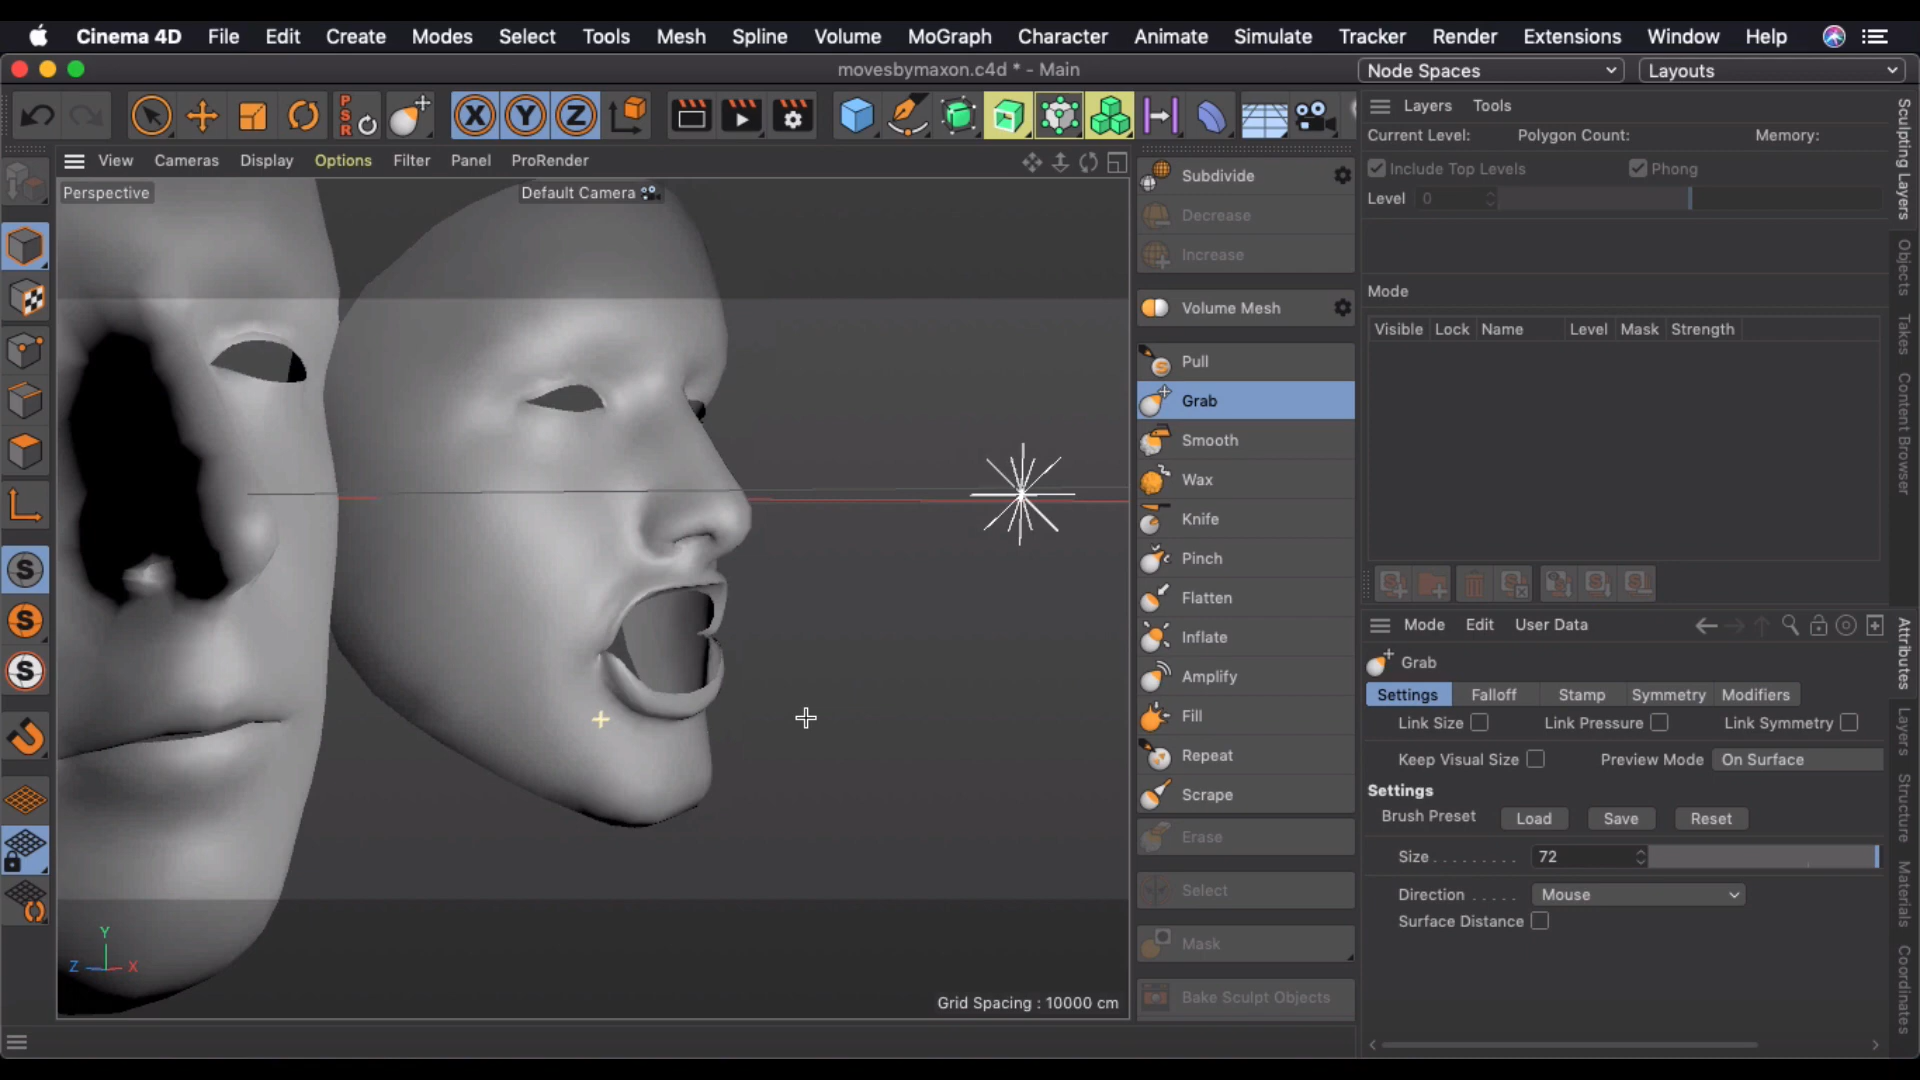 Cinema 4D File Edit Create Modes Select Tools Mesh Spline Volume MoGraph Character Animate Simulate Tracker Render Extensions Window Help
movesbymaxon.c4d * - Main
Node Spaces
Layouts
P
S
R
X
Y
Z
View Cameras Display Options Filter Panel ProRender
Perspective
Default Camera
S
S
S
Y
Z
X
Grid Spacing : 10000 cm
Subdivide
Decrease
Increase
Volume Mesh
Pull
Grab
Smooth
Wax
Knife
Pinch
Flatten
Inflate
Amplify
Fill
Repeat
Scrape
Erase
Select
Mask
Bake Sculpt Objects
Layers Tools
Current Level: Polygon Count: Memory:
Include Top Levels Phong
Level 0
Mode
Visible Lock Name Level Mask Strength
Mode Edit User Data
Grab
Settings Falloff Stamp Symmetry Modifiers
Link Size Link Pressure Link Symmetry
Keep Visual Size Preview Mode On Surface
Settings
Brush Preset Load Save Reset
Size . . . . . . . . . 72
Direction . . . . . Mouse
Surface Distance
Sculpting Layers
Objects
Takes
Content Browser
Attributes
Layers
Structure
Materials
Coordinates